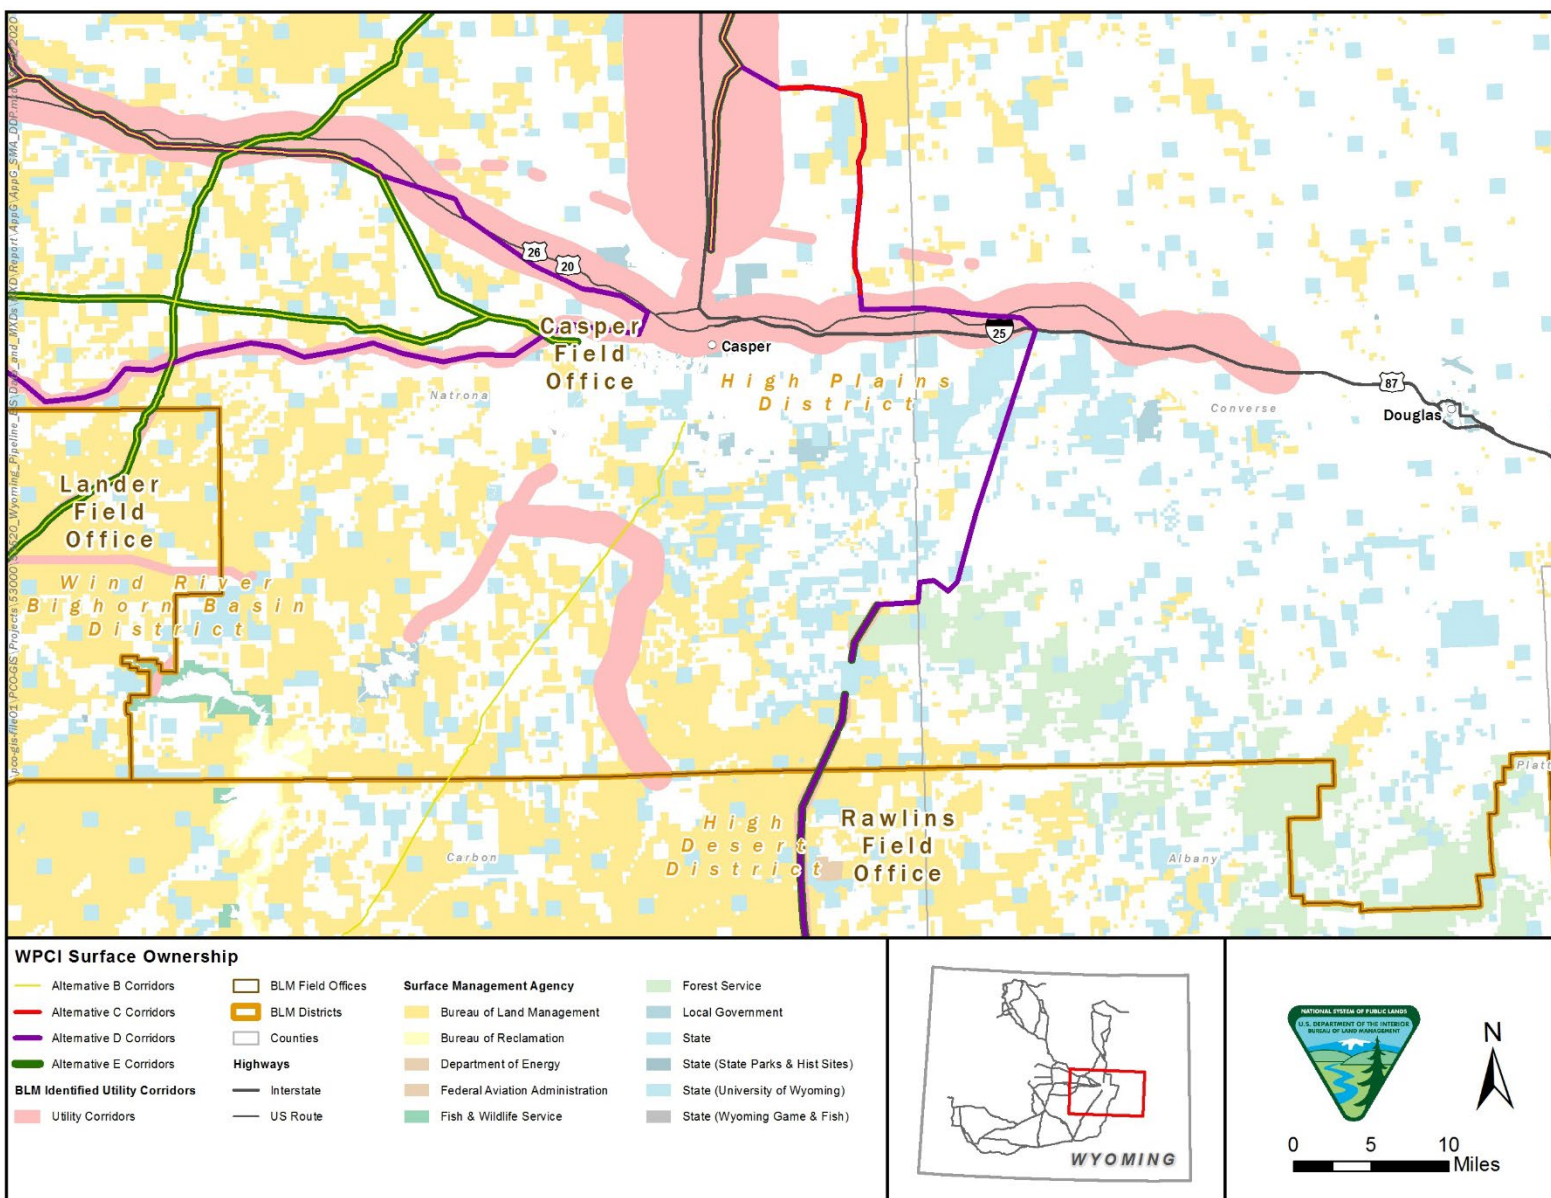 26
20
Casper
Field
Office
25
Casper
High Plains
District
Natrona
87
Converse
Douglas
Lander
Field
Office
Wind River
Bighorn Basin
District
Platt
High
Desert
District
Rawlins
Field
Office
Carbon
Albany
WPCI Surface Ownership
Alternative B Corridors
Alternative C Corridors
Alternative D Corridors
Alternative E Corridors
BLM Identified Utility Corridors
Utility Corridors
BLM Field Offices
BLM Districts
Counties
Highways
Interstate
US Route
Surface Management Agency
Bureau of Land Management
Bureau of Reclamation
Department of Energy
Federal Aviation Administration
Fish & Wildlife Service
Forest Service
Local Government
State
State (State Parks & Hist Sites)
State (University of Wyoming)
State (Wyoming Game & Fish)
WYOMING
NATIONAL SYSTEM OF PUBLIC LANDS
U.S. DEPARTMENT OF THE INTERIOR
BUREAU OF LAND MANAGEMENT
N
0 5 10
Miles